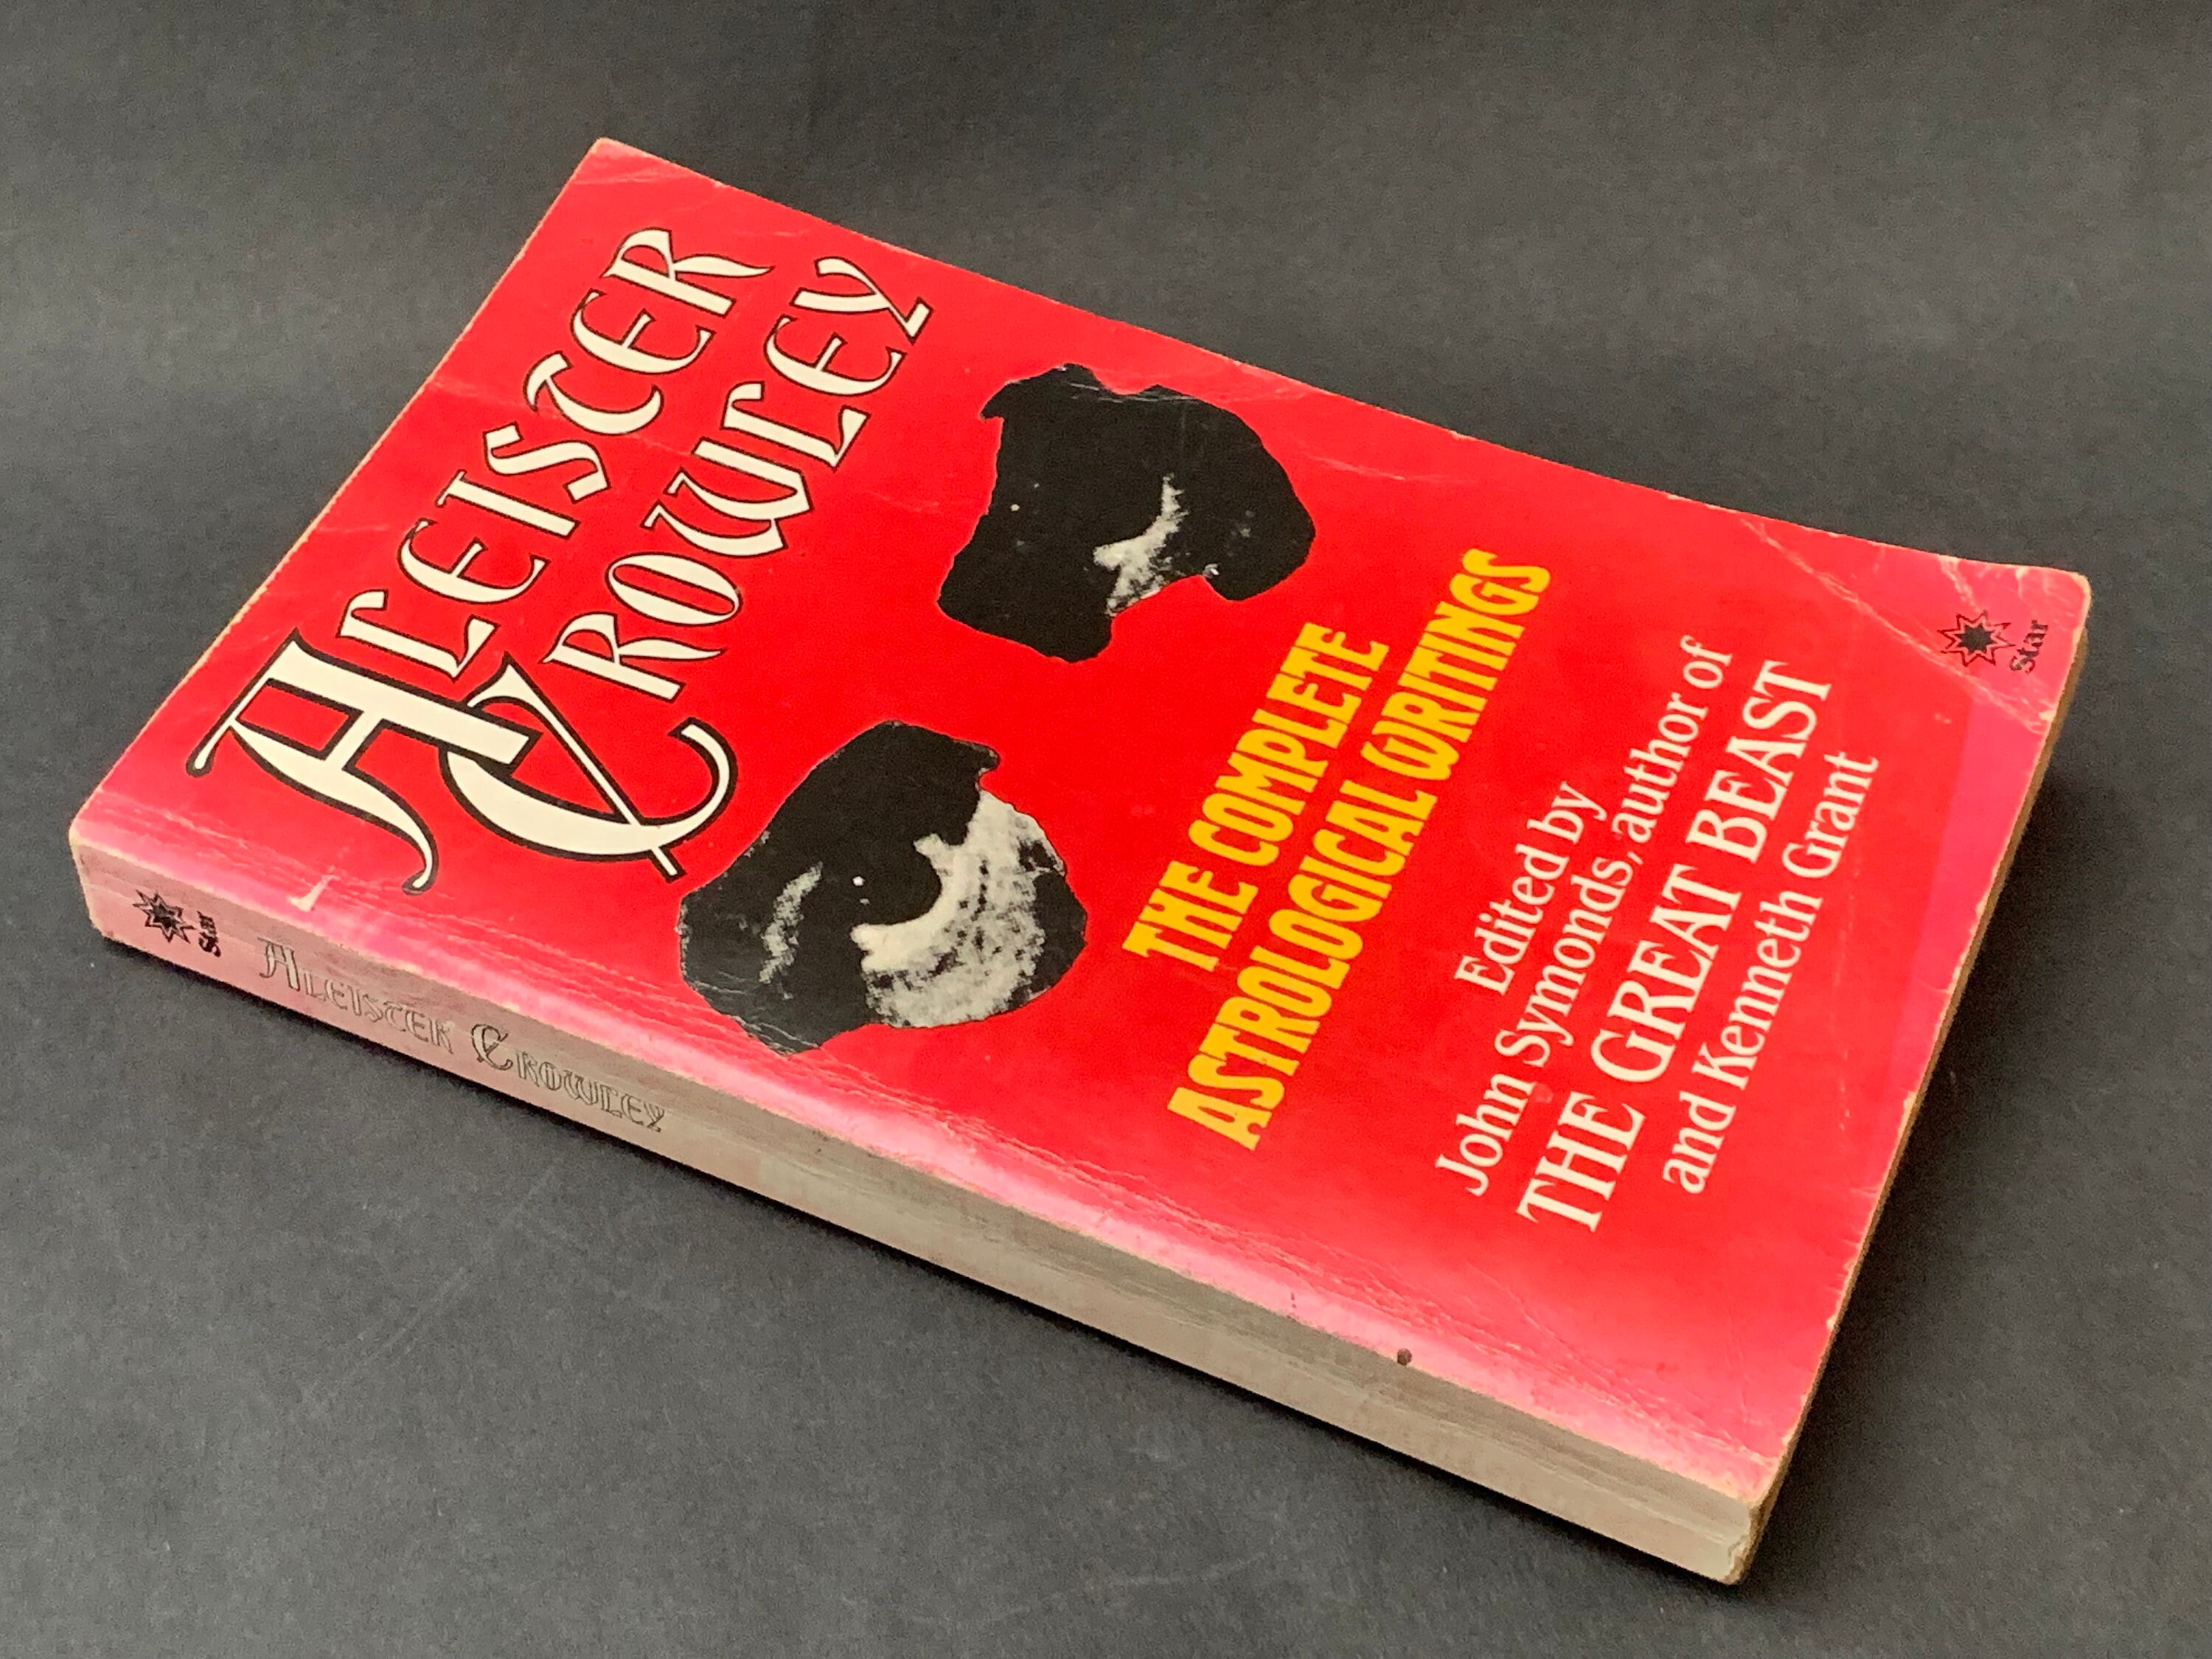 ALEISTER
CROWLEY
THE COMPLETE
ASTROLOGICAL WRITINGS
Edited by
John Symonds, author of
THE GREAT BEAST
and Kenneth Grant
Star
Star
ALEISTER CROWLEY